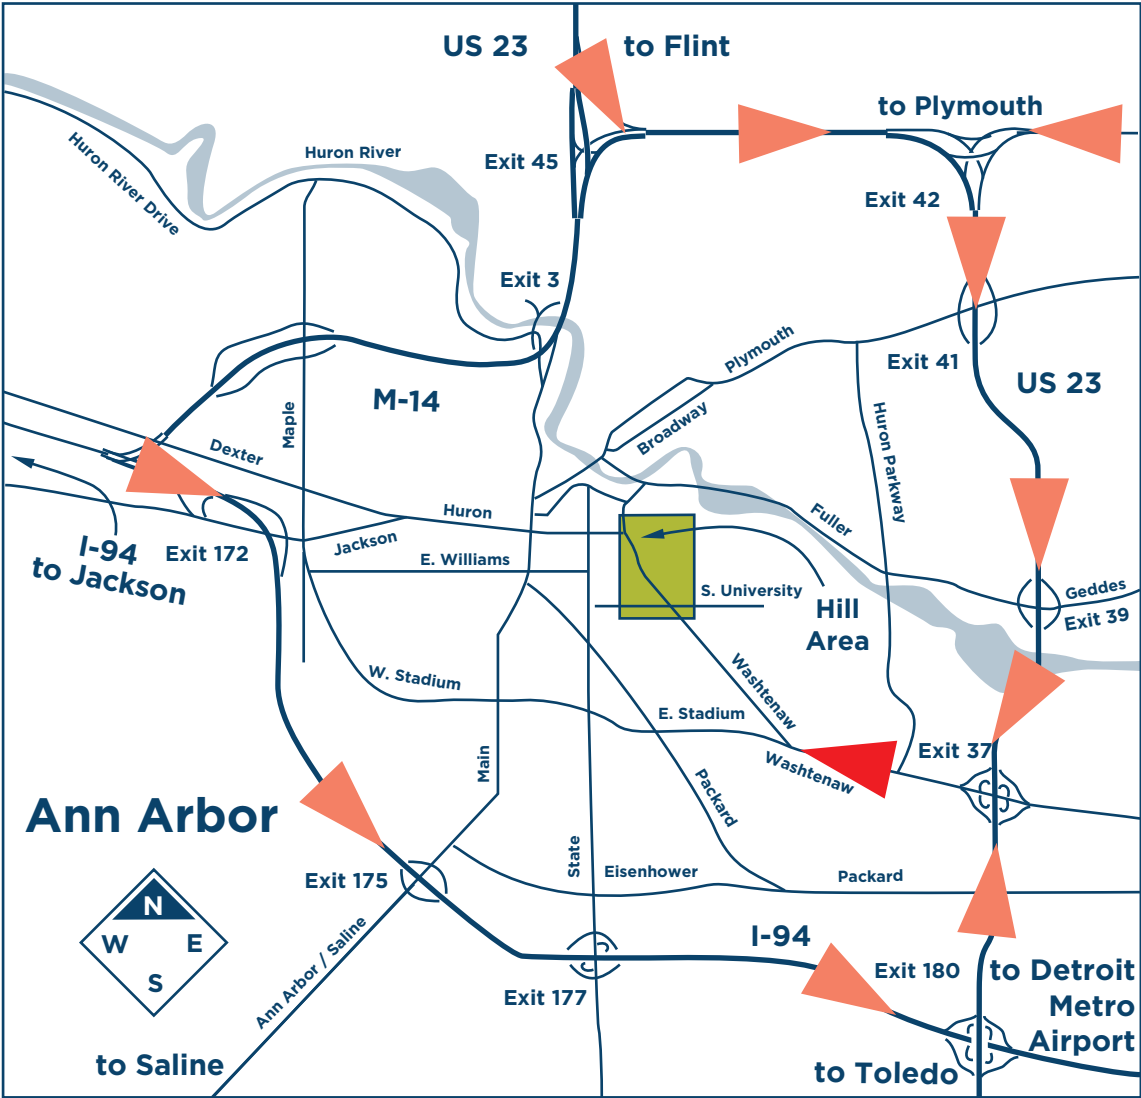 US 23
to Flint
to Plymouth
Huron River
Exit 45
Huron River Drive
Exit 42
Exit 3
Plymouth
Exit 41
US 23
M-14
Maple
Broadway
Huron Parkway
Dexter
Huron
Fuller
I-94
to Jackson
Exit 172
Jackson
E. Williams
S. University
Hill
Area
Geddes
Exit 39
W. Stadium
Washtenaw
E. Stadium
Main
Exit 37
Washtenaw
Packard
Ann Arbor
State
Exit 175
Eisenhower
Packard
N
W
E
S
Ann Arbor / Saline
I-94
Exit 177
Exit 180
to Detroit
Metro
Airport
to Saline
to Toledo